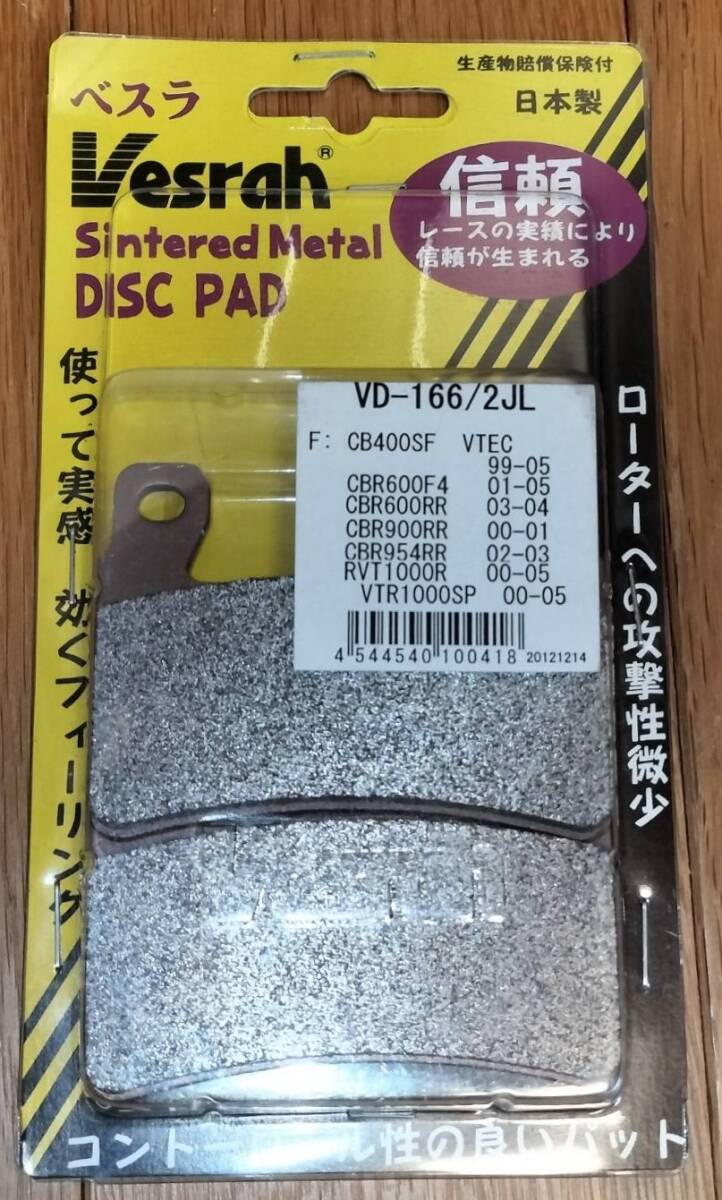 生産物賠償保険付
日本製
ベスラ
Vesrah®
Sintered Metal
DISC PAD
信頼
レースの実績により
信頼が生まれる
使って実感 効くフィーリング
VD-166/2JL
F: CB400SF VTEC
99-05
CBR600F4 01-05
CBR600RR 03-04
CBR900RR 00-01
CBR954RR 02-03
RVT1000R 00-05
VTR1000SP 00-05
4 544540 100418 20121214
ローターへの攻撃性微少
コントロール性の良いパット